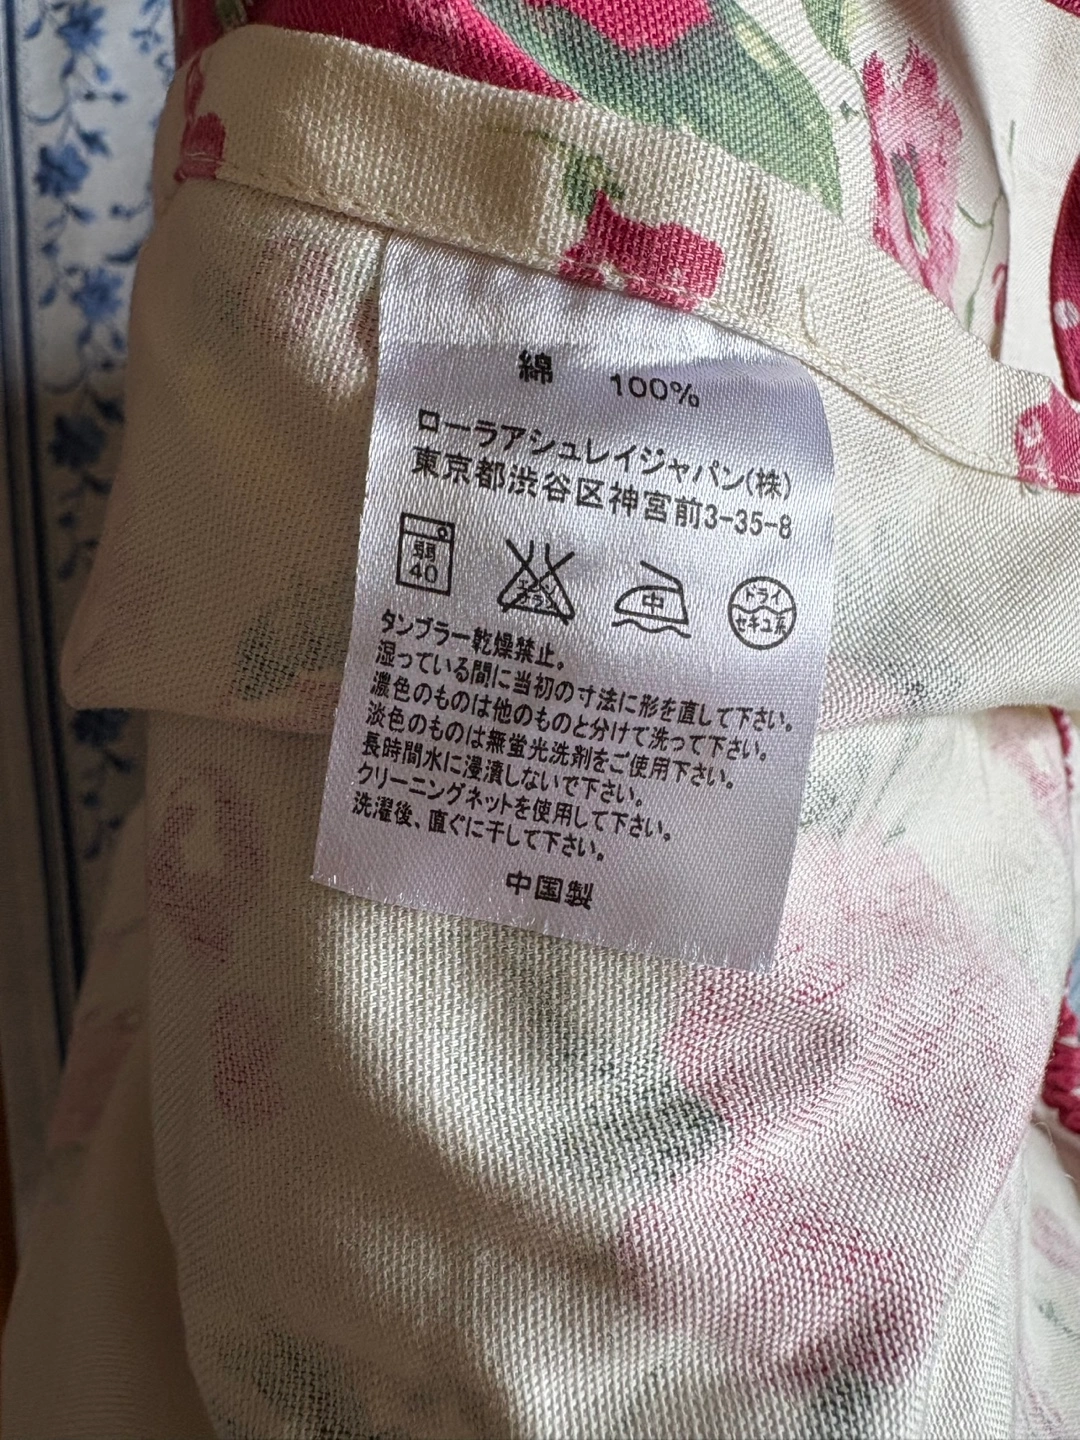 綿 100%
ローラアシュレイジャパン(株)
東京都渋谷区神宮前3-35-8
弱
40
エンソ
サラシ
中
ドライ
セキユ系
タンブラー乾燥禁止。
湿っている間に当初の寸法に形を直して下さい。
濃色のものは他のものと分けて洗って下さい。
淡色のものは無蛍光洗剤をご使用下さい。
長時間水に浸漬しないで下さい。
クリーニングネットを使用して下さい。
洗濯後、直ぐに干して下さい。
中国製